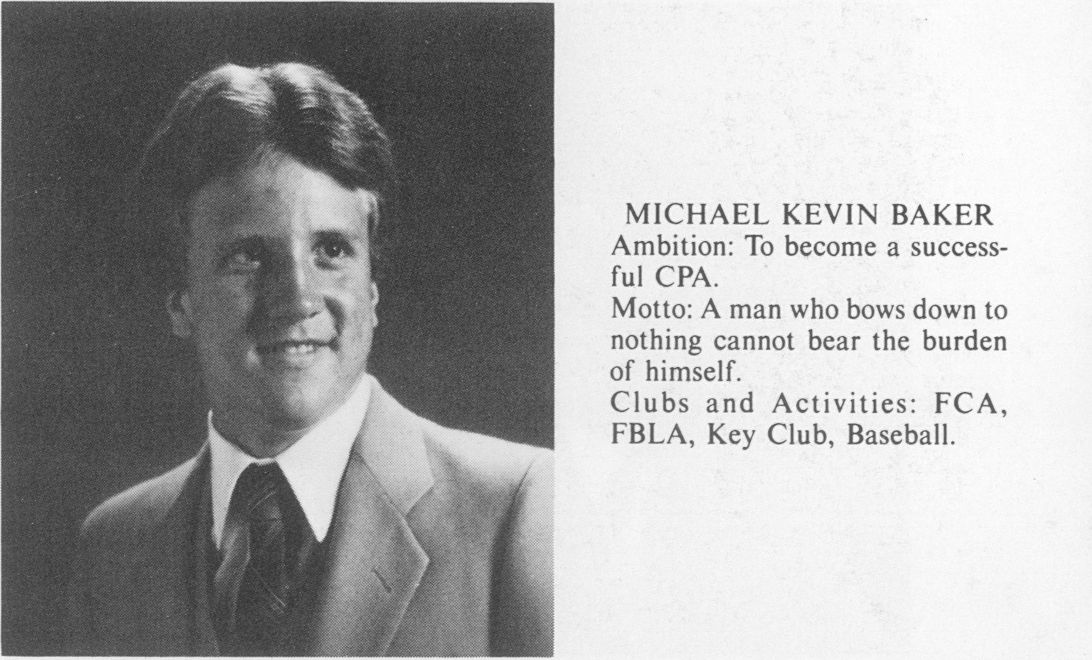 MICHAEL KEVIN BAKER
Ambition: To become a success-
ful CPA.
Motto: A man who bows down to
nothing cannot bear the burden
of himself.
Clubs and Activities: FCA,
FBLA, Key Club, Baseball.